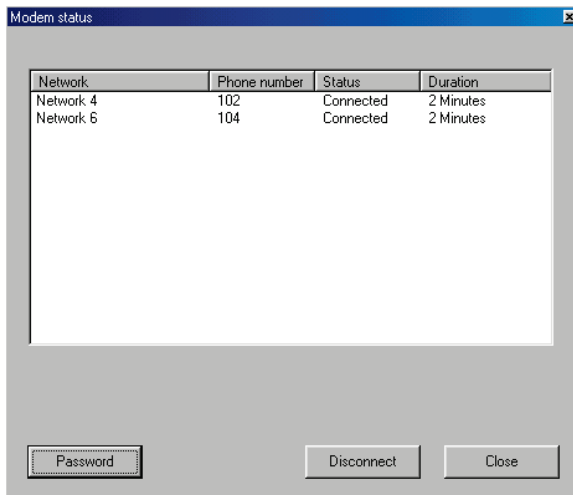 Modem status
Network Phone number Status Duration
Network 4 102 Connected 2 Minutes
Network 6 104 Connected 2 Minutes
Password Disconnect Close